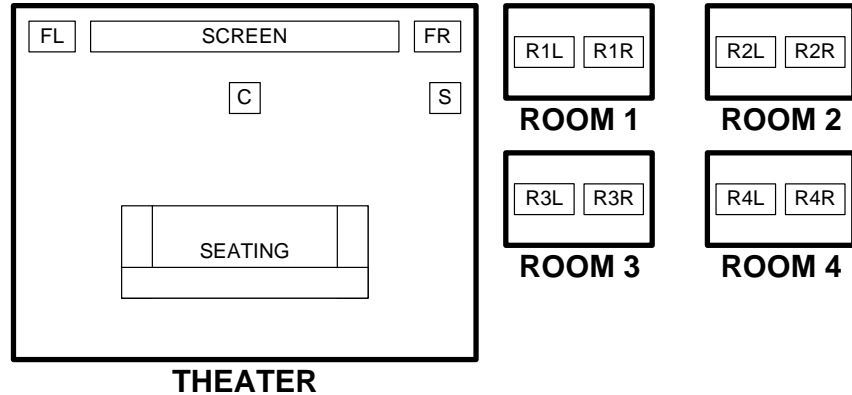 FL SCREEN FR
C S
SEATING
THEATER
R1L R1R
ROOM 1
R2L R2R
ROOM 2
R3L R3R
ROOM 3
R4L R4R
ROOM 4